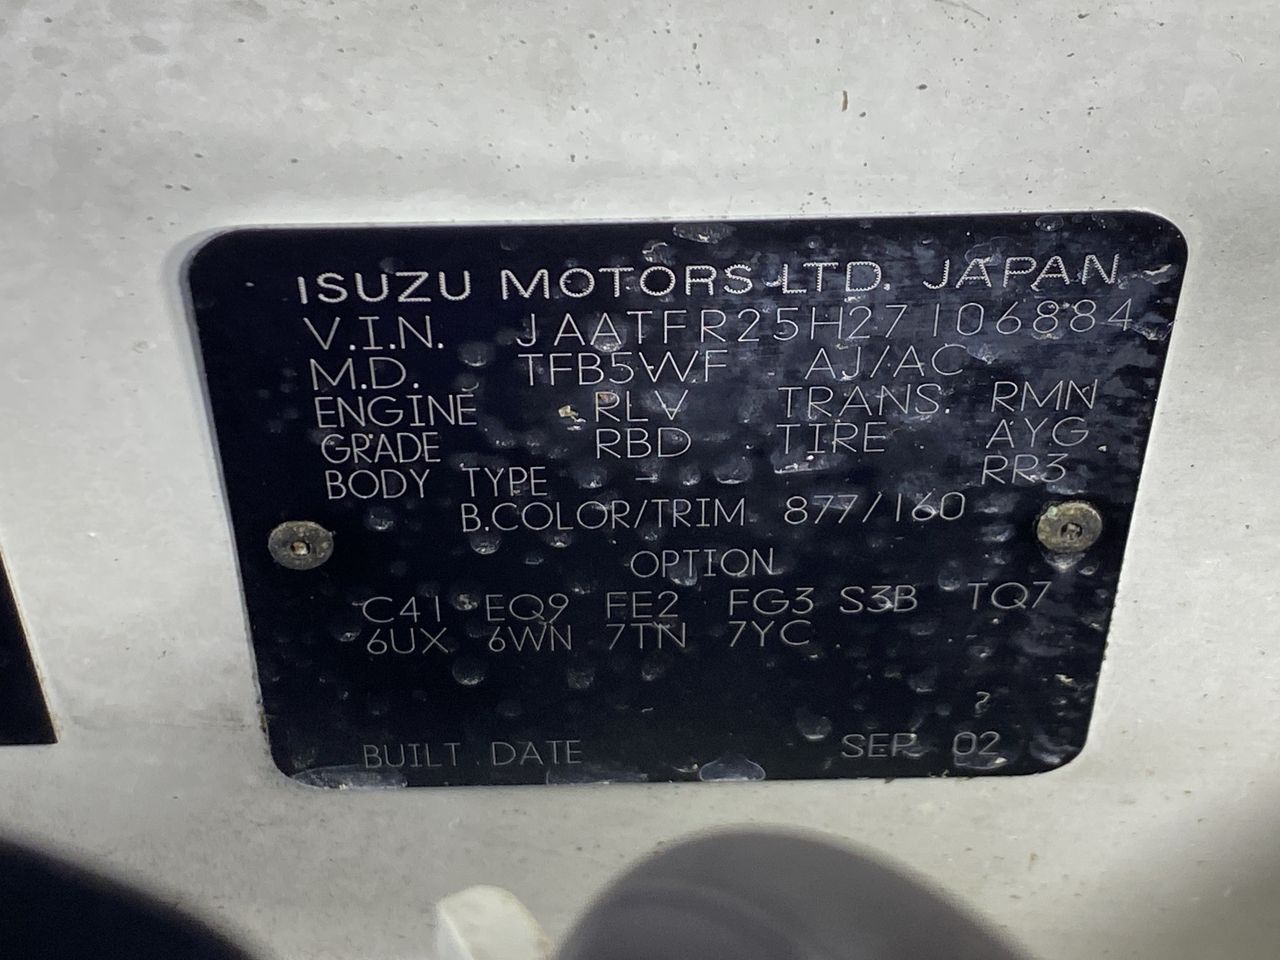 ISUZU MOTORS LTD. JAPAN
V.I.N. JAATFR25H27106884
M.D. TFB5WF AJ/AC
ENGINE RLV TRANS. RMN
GRADE RBD TIRE AYG
BODY TYPE – RR3
B.COLOR/TRIM 877/160
OPTION
C41 EQ9 FE2 FG3 S3B TQ7
6UX 6WN 7TN 7YC
BUILT DATE SEP 02